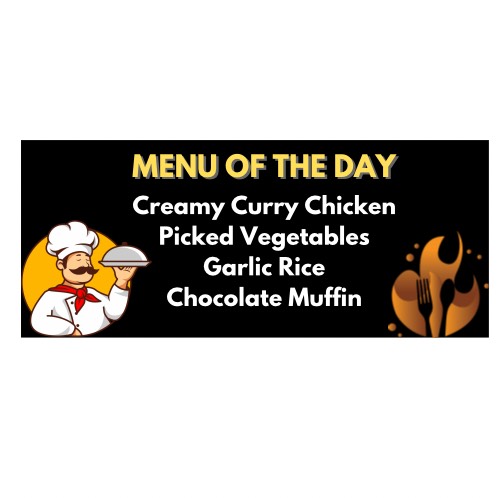 MENU OF THE DAY
Creamy Curry Chicken
Picked Vegetables
Garlic Rice
Chocolate Muffin